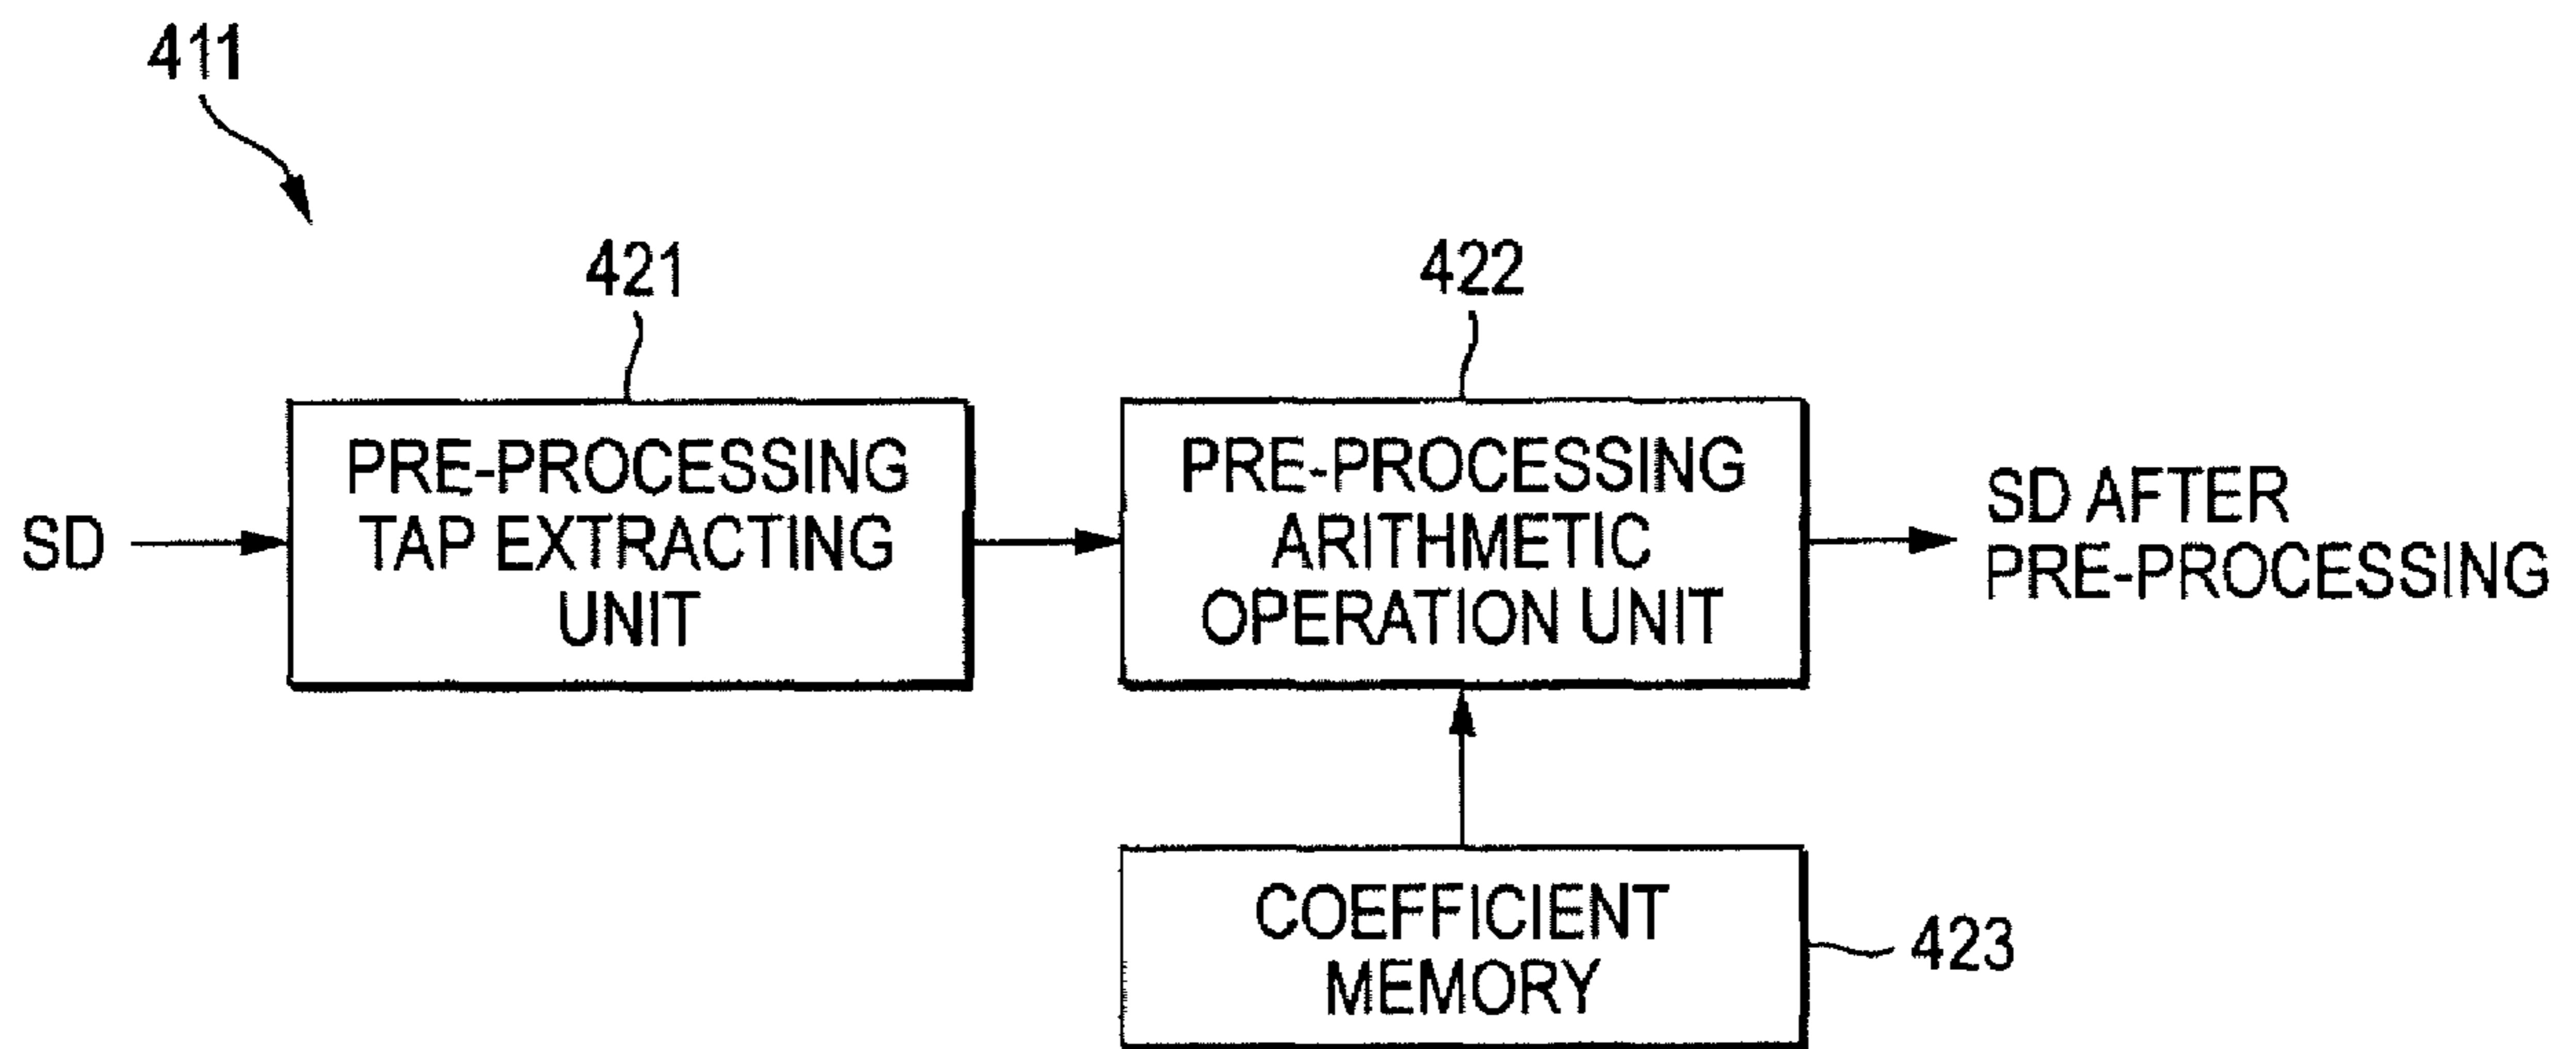 411
421
422
SD
PRE-PROCESSING
TAP EXTRACTING
UNIT
PRE-PROCESSING
ARITHMETIC
OPERATION UNIT
SD AFTER
PRE-PROCESSING
COEFFICIENT
MEMORY
423